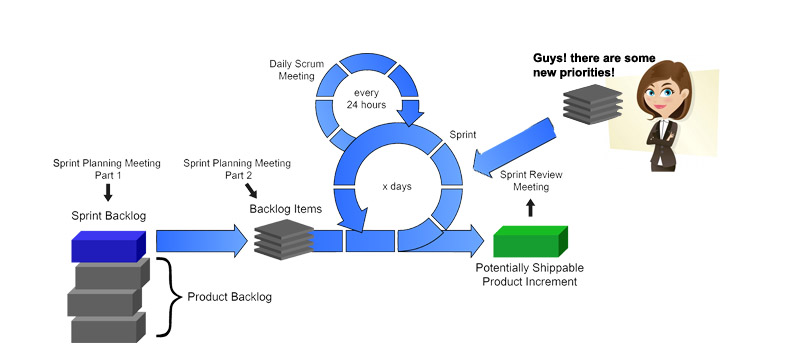 Guys! there are some
new priorities!
Daily Scrum
Meeting
every
24 hours
Sprint
Sprint Planning Meeting
Part 1
Sprint Planning Meeting
Part 2
x days
Sprint Review
Meeting
Sprint Backlog
Backlog Items
Potentially Shippable
Product Increment
Product Backlog